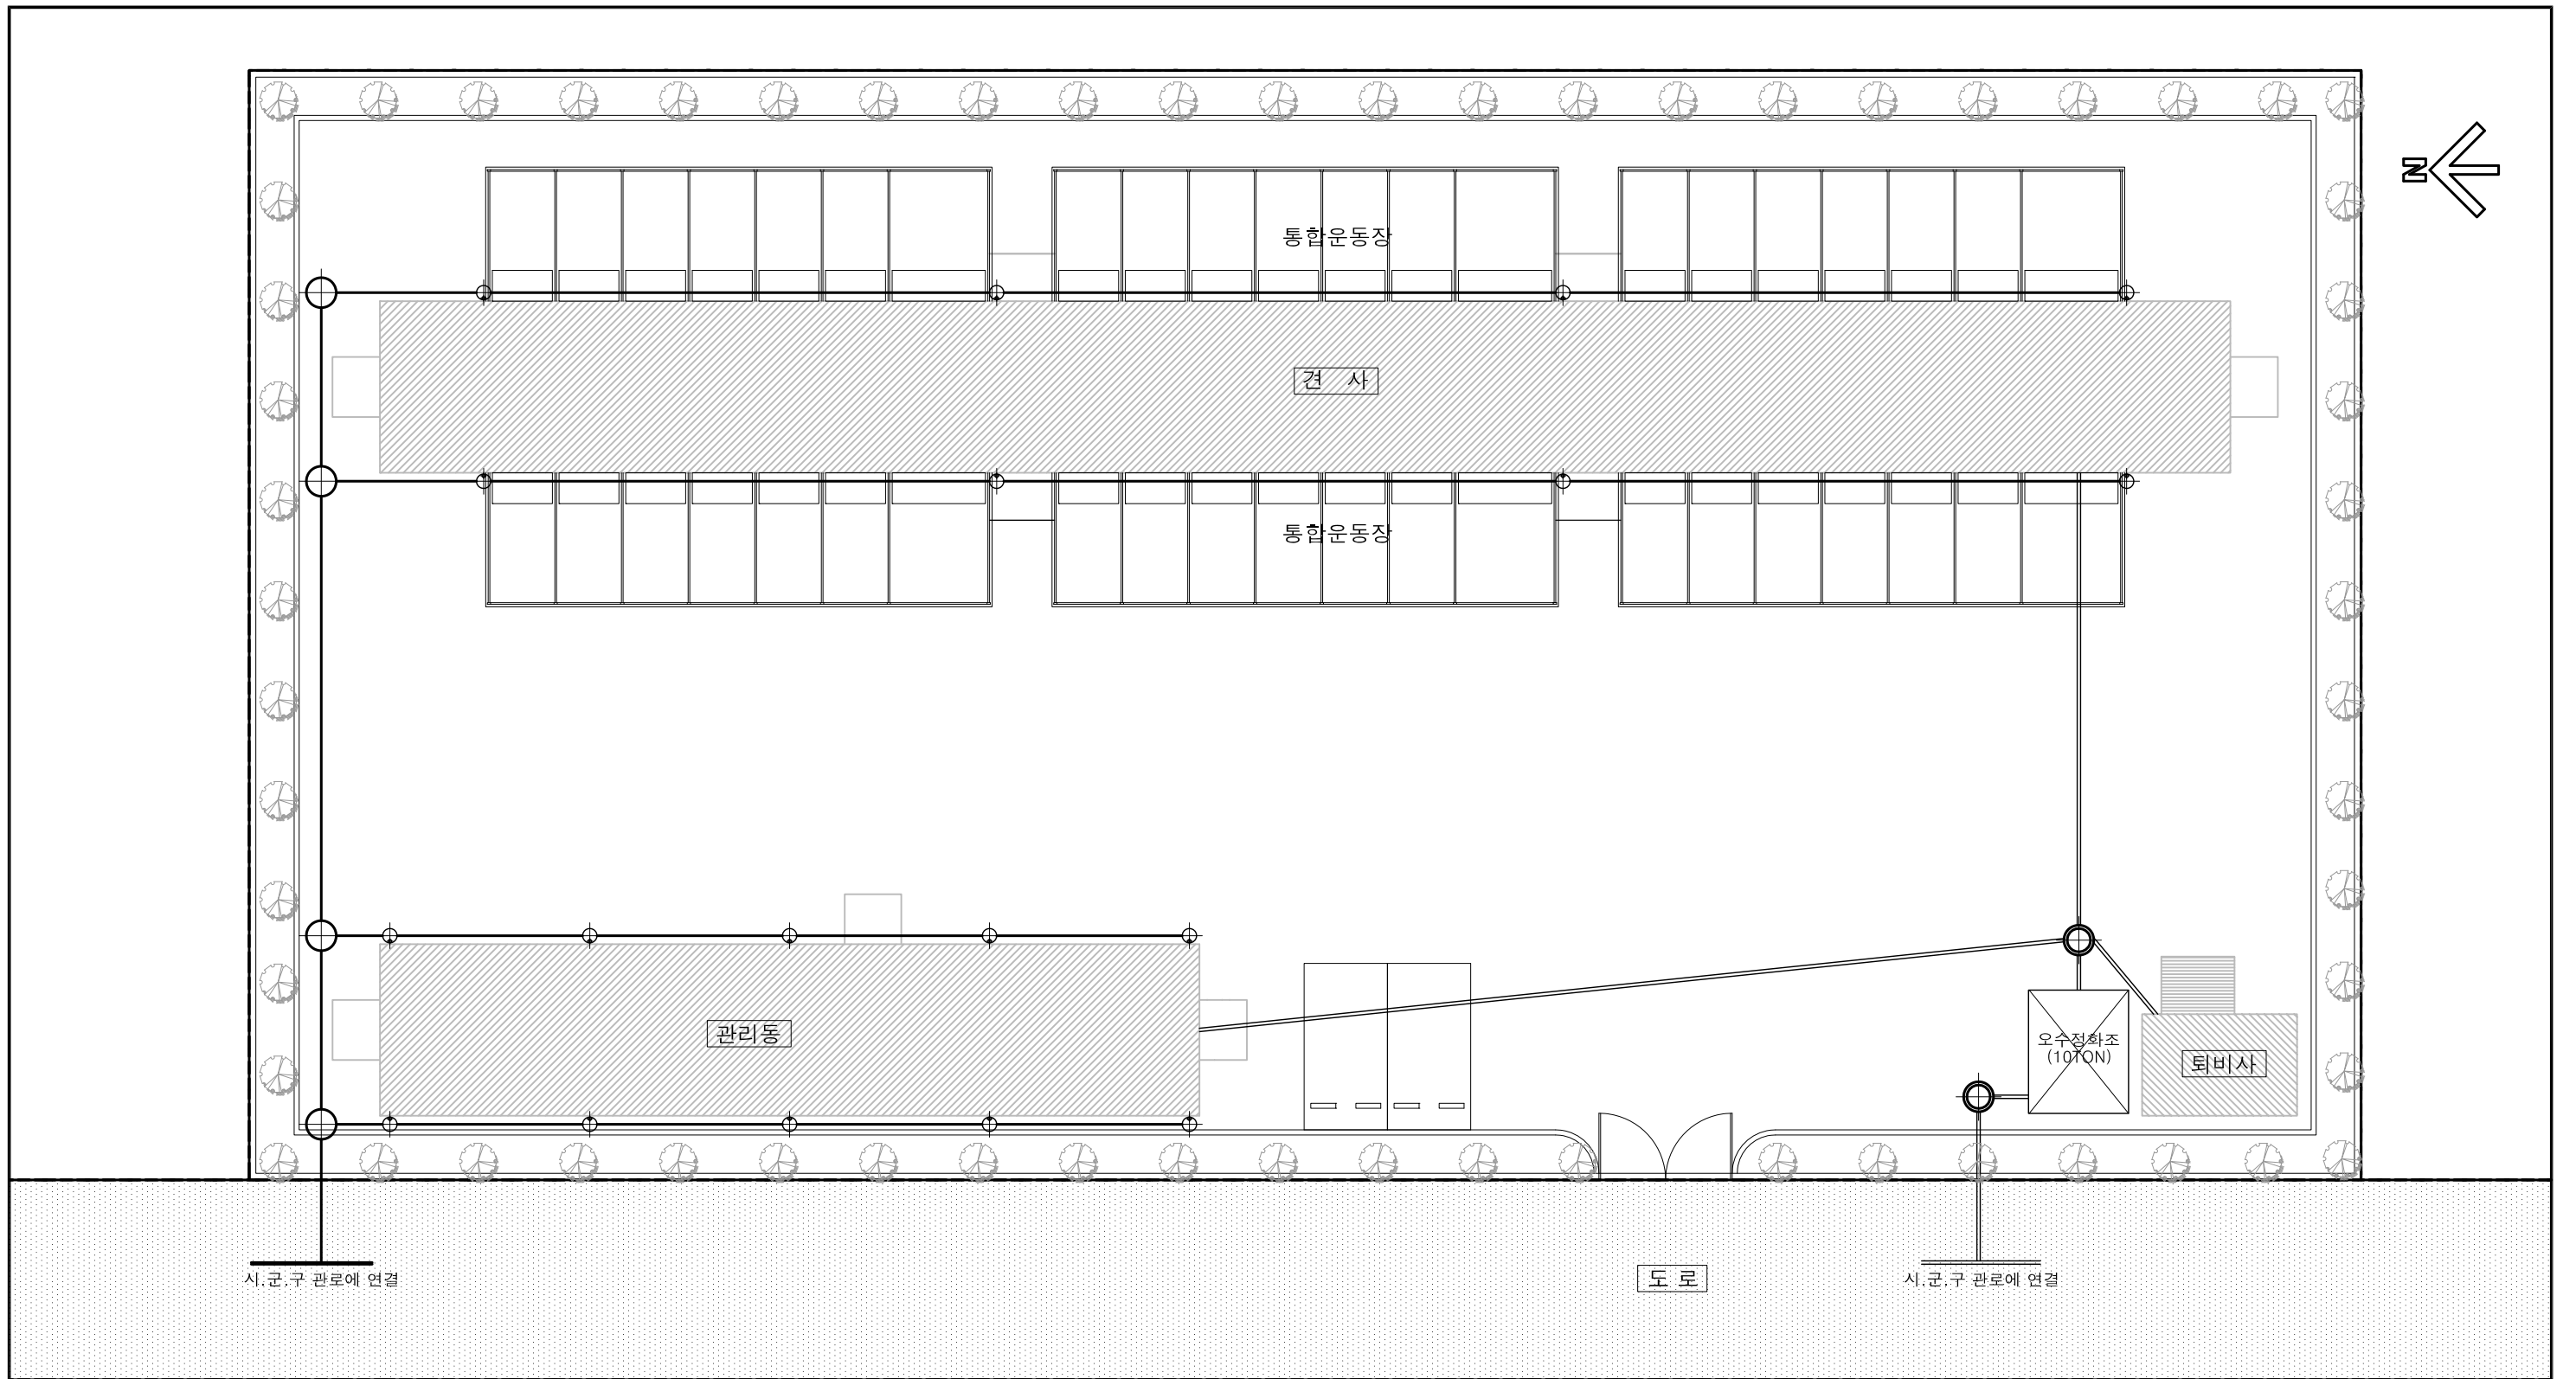 통합운동장
N
견 사
통합운동장
관리동
오수정화조
(10TON)
퇴비사
시.군.구 관로에 연결
도 로
시.군.구 관로에 연결